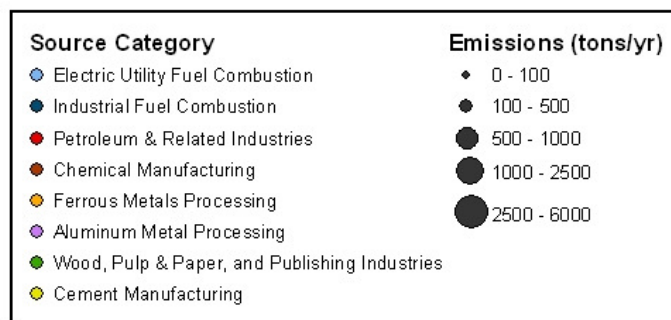 Source Category
Electric Utility Fuel Combustion
Industrial Fuel Combustion
Petroleum & Related Industries
Chemical Manufacturing
Ferrous Metals Processing
Aluminum Metal Processing
Wood, Pulp & Paper, and Publishing Industries
Cement Manufacturing
Emissions (tons/yr)
0 - 100
100 - 500
500 - 1000
1000 - 2500
2500 - 6000